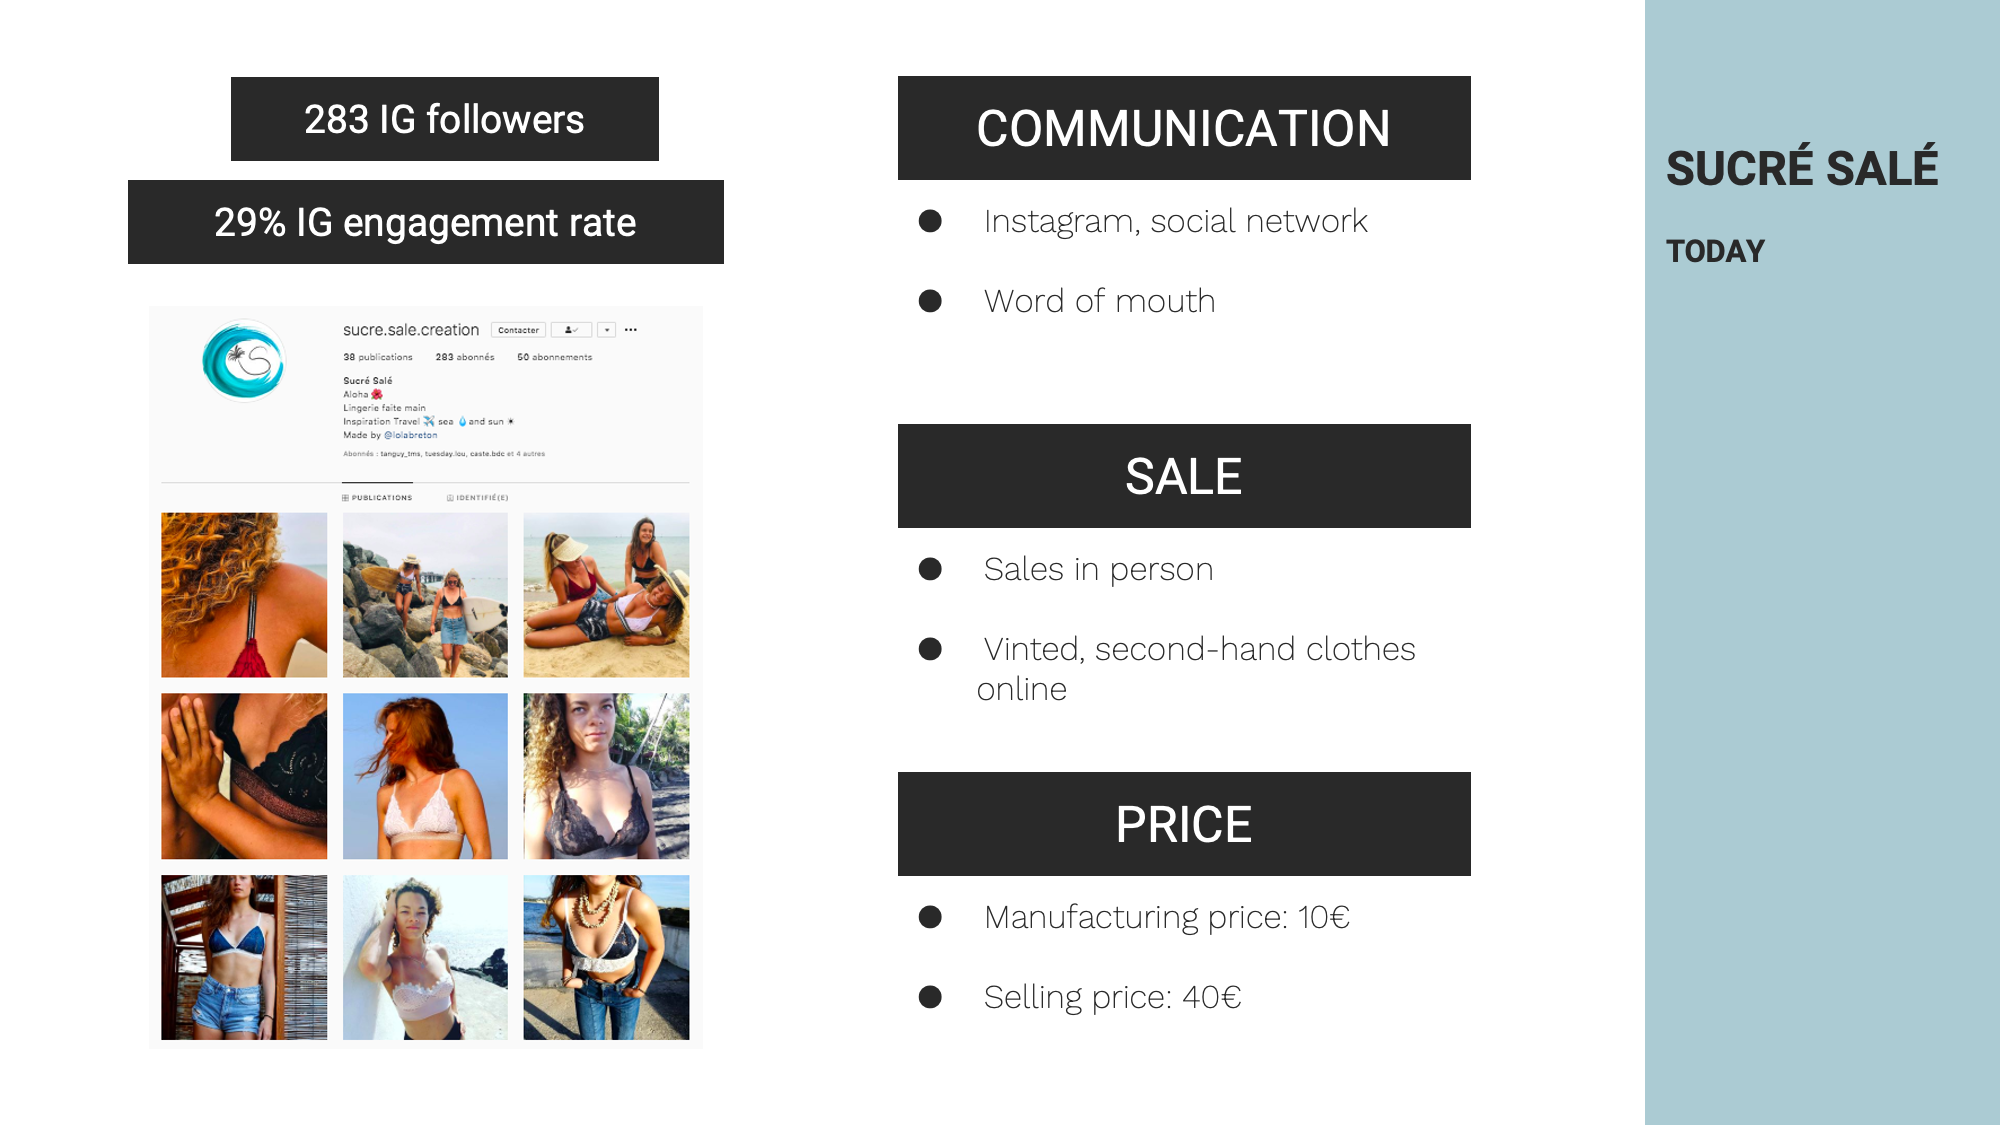 283 IG followers
29% IG engagement rate
sucre.sale.creation Contacter
38 publications 283 abonnés 50 abonnements
Sucré Salé
Aloha 🌺
Lingerie faite main
Inspiration Travel ✈️ sea 💧and sun ☀
Made by @lolabreton
Abonnés : tanguy_tms, tuesday.lou, caste.bdc et 4 autres
PUBLICATIONS IDENTIFIÉ(E)
COMMUNICATION
● Instagram, social network
● Word of mouth
SALE
● Sales in person
● Vinted, second-hand clothes
online
PRICE
● Manufacturing price: 10€
● Selling price: 40€
SUCRÉ SALÉ
TODAY